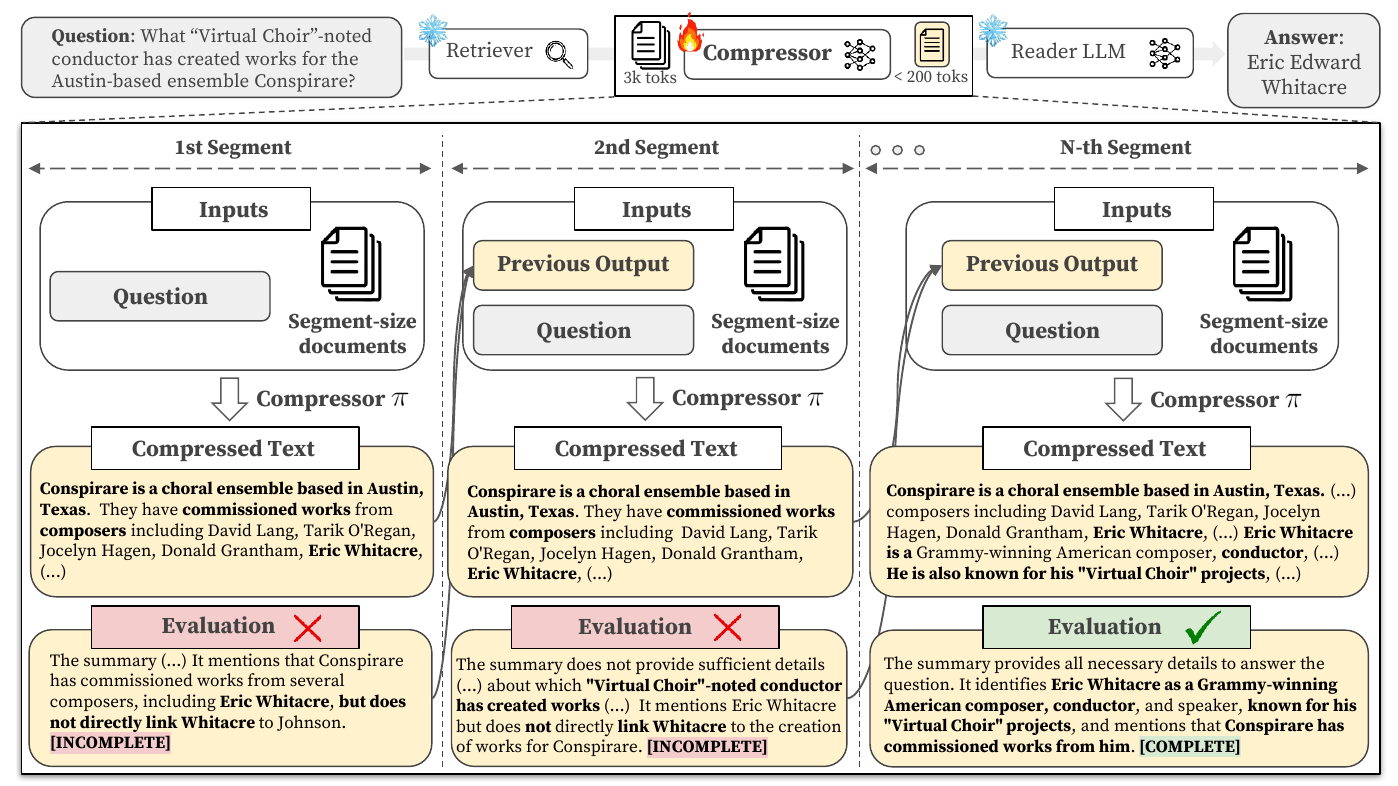 Question: What “Virtual Choir”-noted
conductor has created works for the
Austin-based ensemble Conspirare?
Retriever
3k toks
Compressor
< 200 toks
Reader LLM
Answer:
Eric Edward
Whitacre
1st Segment
Inputs
Question
Segment-size
documents
Compressor π
Compressed Text
Conspirare is a choral ensemble based in Austin,
Texas. They have commissioned works from
composers including David Lang, Tarik O'Regan,
Jocelyn Hagen, Donald Grantham, Eric Whitacre,
(...)
Evaluation
The summary (...) It mentions that Conspirare
has commissioned works from several
composers, including Eric Whitacre, but does
not directly link Whitacre to Johnson.
[INCOMPLETE]
2nd Segment
Inputs
Previous Output
Question
Segment-size
documents
Compressor π
Compressed Text
Conspirare is a choral ensemble based in
Austin, Texas. They have commissioned works
from composers including David Lang, Tarik
O'Regan, Jocelyn Hagen, Donald Grantham,
Eric Whitacre, (...)
Evaluation
The summary does not provide sufficient details
(...) about which "Virtual Choir"-noted conductor
has created works (...) It mentions Eric Whitacre
but does not directly link Whitacre to the creation
of works for Conspirare. [INCOMPLETE]
N-th Segment
Inputs
Previous Output
Question
Segment-size
documents
Compressor π
Compressed Text
Conspirare is a choral ensemble based in Austin, Texas. (...)
composers including David Lang, Tarik O'Regan, Jocelyn
Hagen, Donald Grantham, Eric Whitacre, (...) Eric Whitacre
is a Grammy-winning American composer, conductor, (...)
He is also known for his "Virtual Choir" projects, (...)
Evaluation
The summary provides all necessary details to answer the
question. It identifies Eric Whitacre as a Grammy-winning
American composer, conductor, and speaker, known for his
"Virtual Choir" projects, and mentions that Conspirare has
commissioned works from him. [COMPLETE]